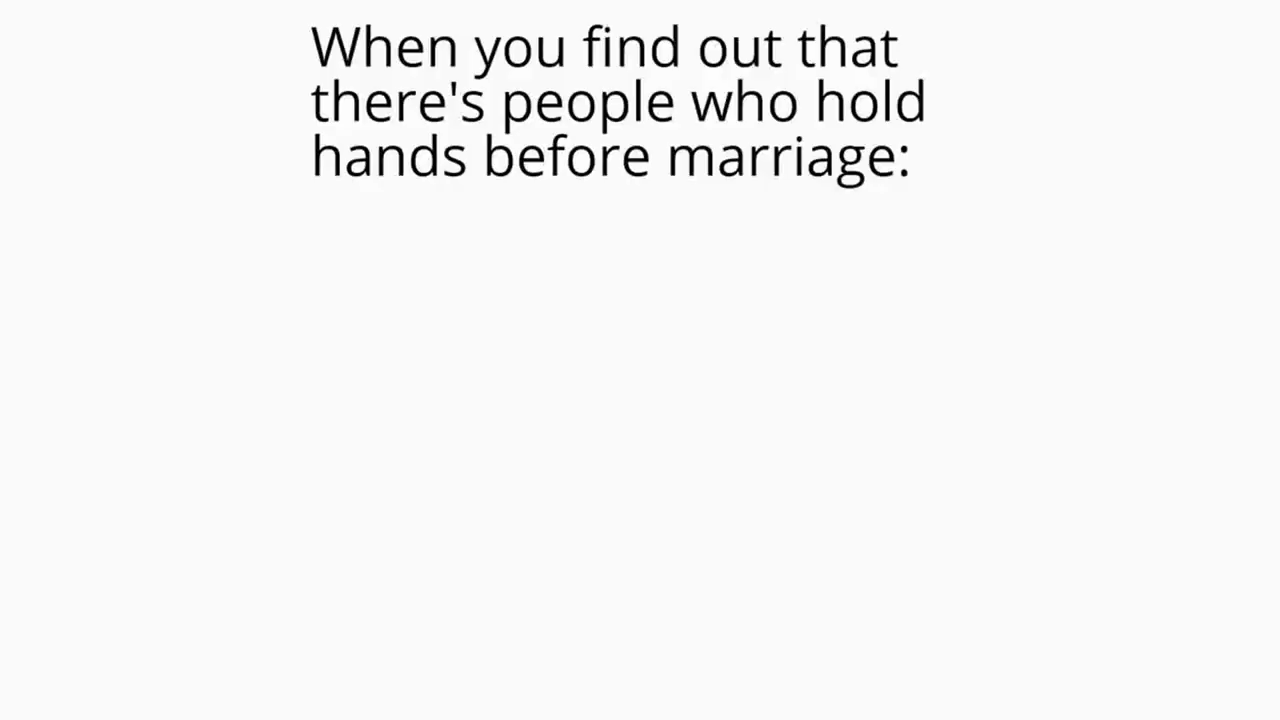 When you find out that
there's people who hold
hands before marriage: